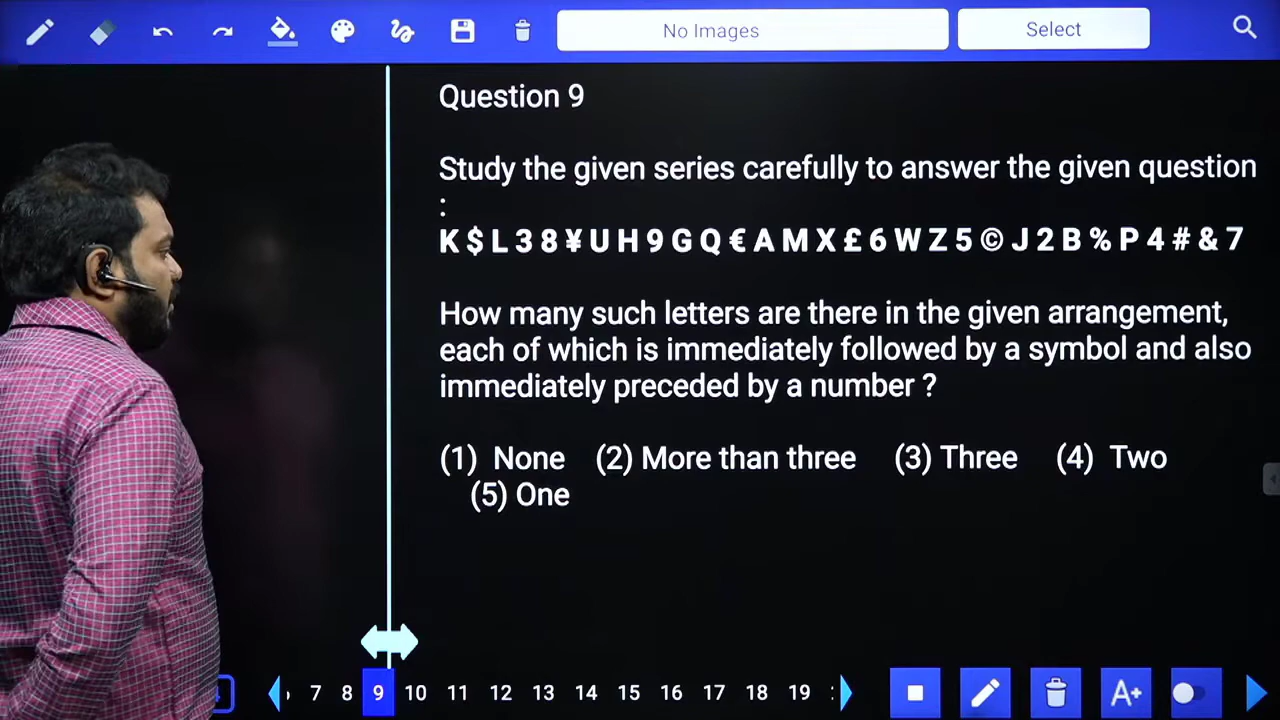 No Images
Select
Question 9
Study the given series carefully to answer the given question
:
K $ L 3 8 ¥ U H 9 G Q € A M X £ 6 W Z 5 © J 2 B % P 4 # & 7
How many such letters are there in the given arrangement,
each of which is immediately followed by a symbol and also
immediately preceded by a number ?
(1) None (2) More than three (3) Three (4) Two
(5) One
7 8 9 10 11 12 13 14 15 16 17 18 19
A+